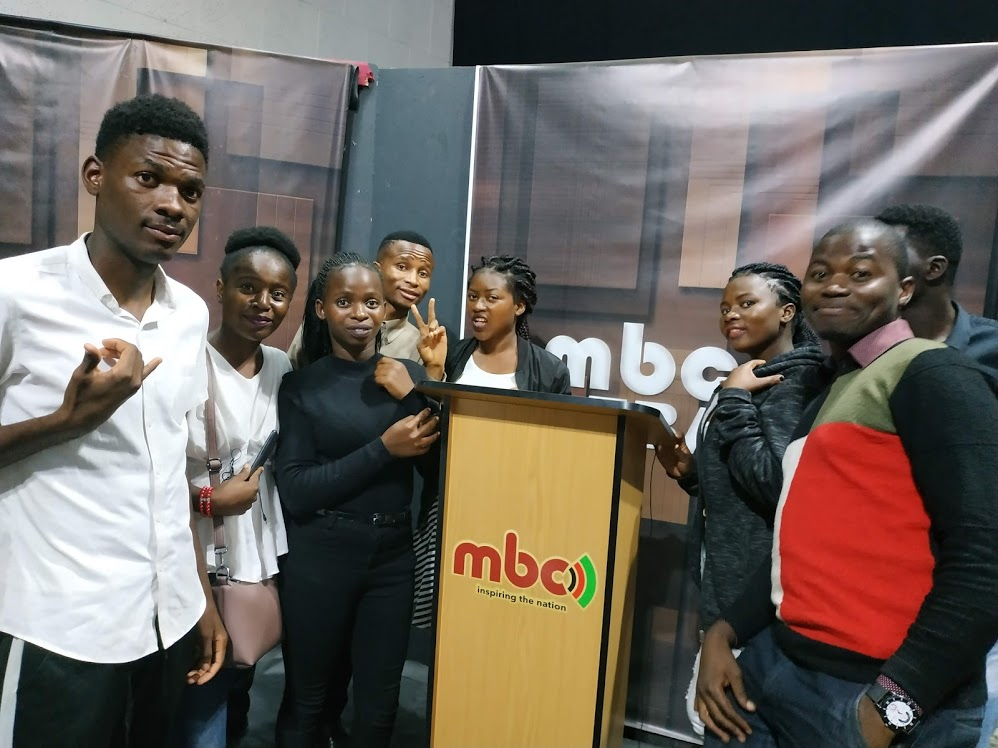 mbc
mbc
inspiring the nation